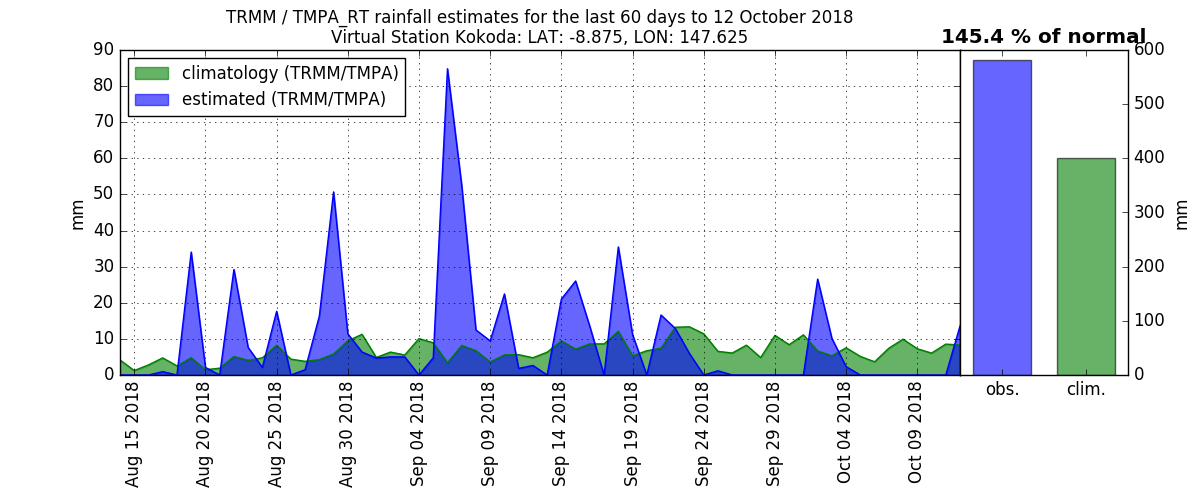 TRMM / TMPA_RT rainfall estimates for the last 60 days to 12 October 2018
Virtual Station Kokoda: LAT: -8.875, LON: 147.625
145.4 % of normal
climatology (TRMM/TMPA)
estimated (TRMM/TMPA)
mm
90
80
70
60
50
40
30
20
10
0
Aug 15 2018
Aug 20 2018
Aug 25 2018
Aug 30 2018
Sep 04 2018
Sep 09 2018
Sep 14 2018
Sep 19 2018
Sep 24 2018
Sep 29 2018
Oct 04 2018
Oct 09 2018
obs.
clim.
600
500
400
300
200
100
0
mm